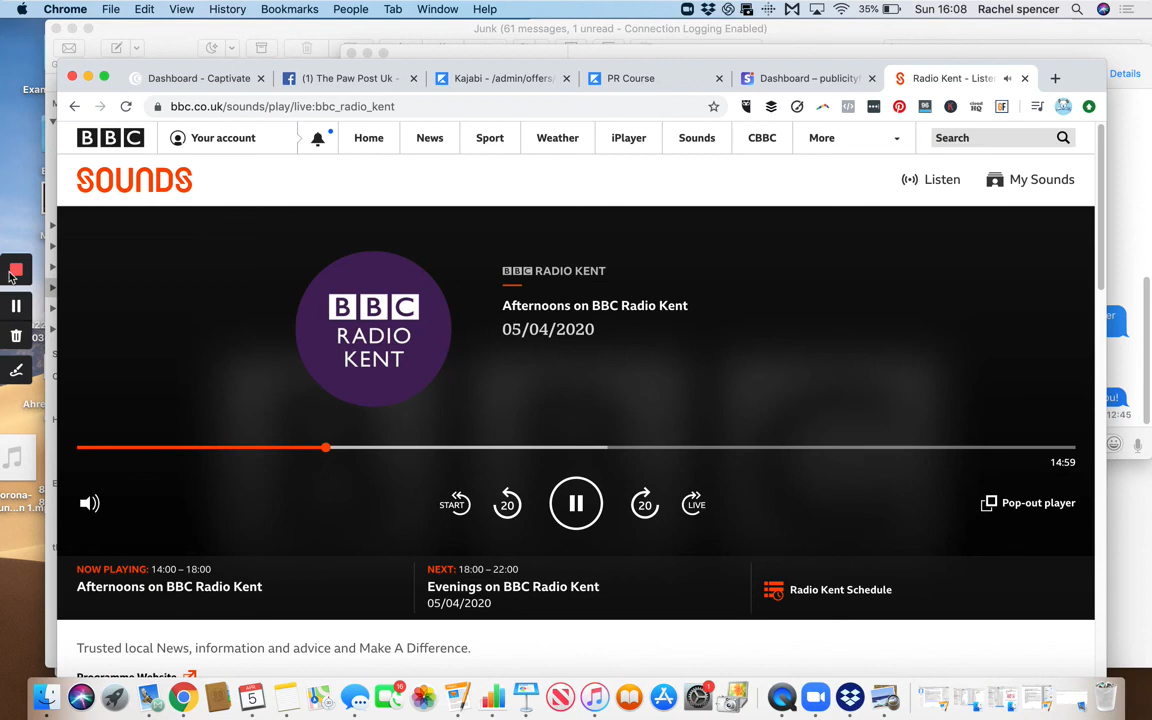 Chrome File Edit View History Bookmarks People Tab Window Help 35% Sun 16:08 Rachel spencer
Junk (61 messages, 1 unread - Connection Logging Enabled)
Details
Dashboard - Captivate
(1) The Paw Post Uk -
Kajabi - /admin/offers/
PR Course
Dashboard – publicityf
Radio Kent - Listen
bbc.co.uk/sounds/play/live:bbc_radio_kent
BBC Your account Home News Sport Weather iPlayer Sounds CBBC More Search
SOUNDS Listen My Sounds
BBC
RADIO
KENT
BBC RADIO KENT
Afternoons on BBC Radio Kent
05/04/2020
14:59
START 20 20 LIVE
Pop-out player
NOW PLAYING: 14:00 – 18:00
Afternoons on BBC Radio Kent
NEXT: 18:00 – 22:00
Evenings on BBC Radio Kent
05/04/2020
Radio Kent Schedule
Trusted local News, information and advice and Make A Difference.
Programme Website
12:45